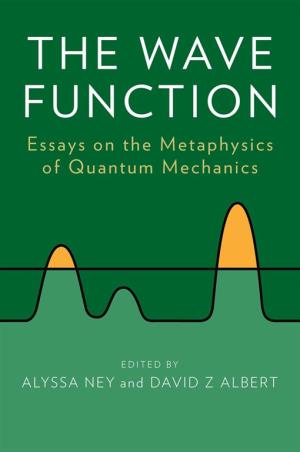 THE WAVE
FUNCTION
Essays on the Metaphysics
of Quantum Mechanics
EDITED BY
ALYSSA NEY and DAVID Z ALBERT